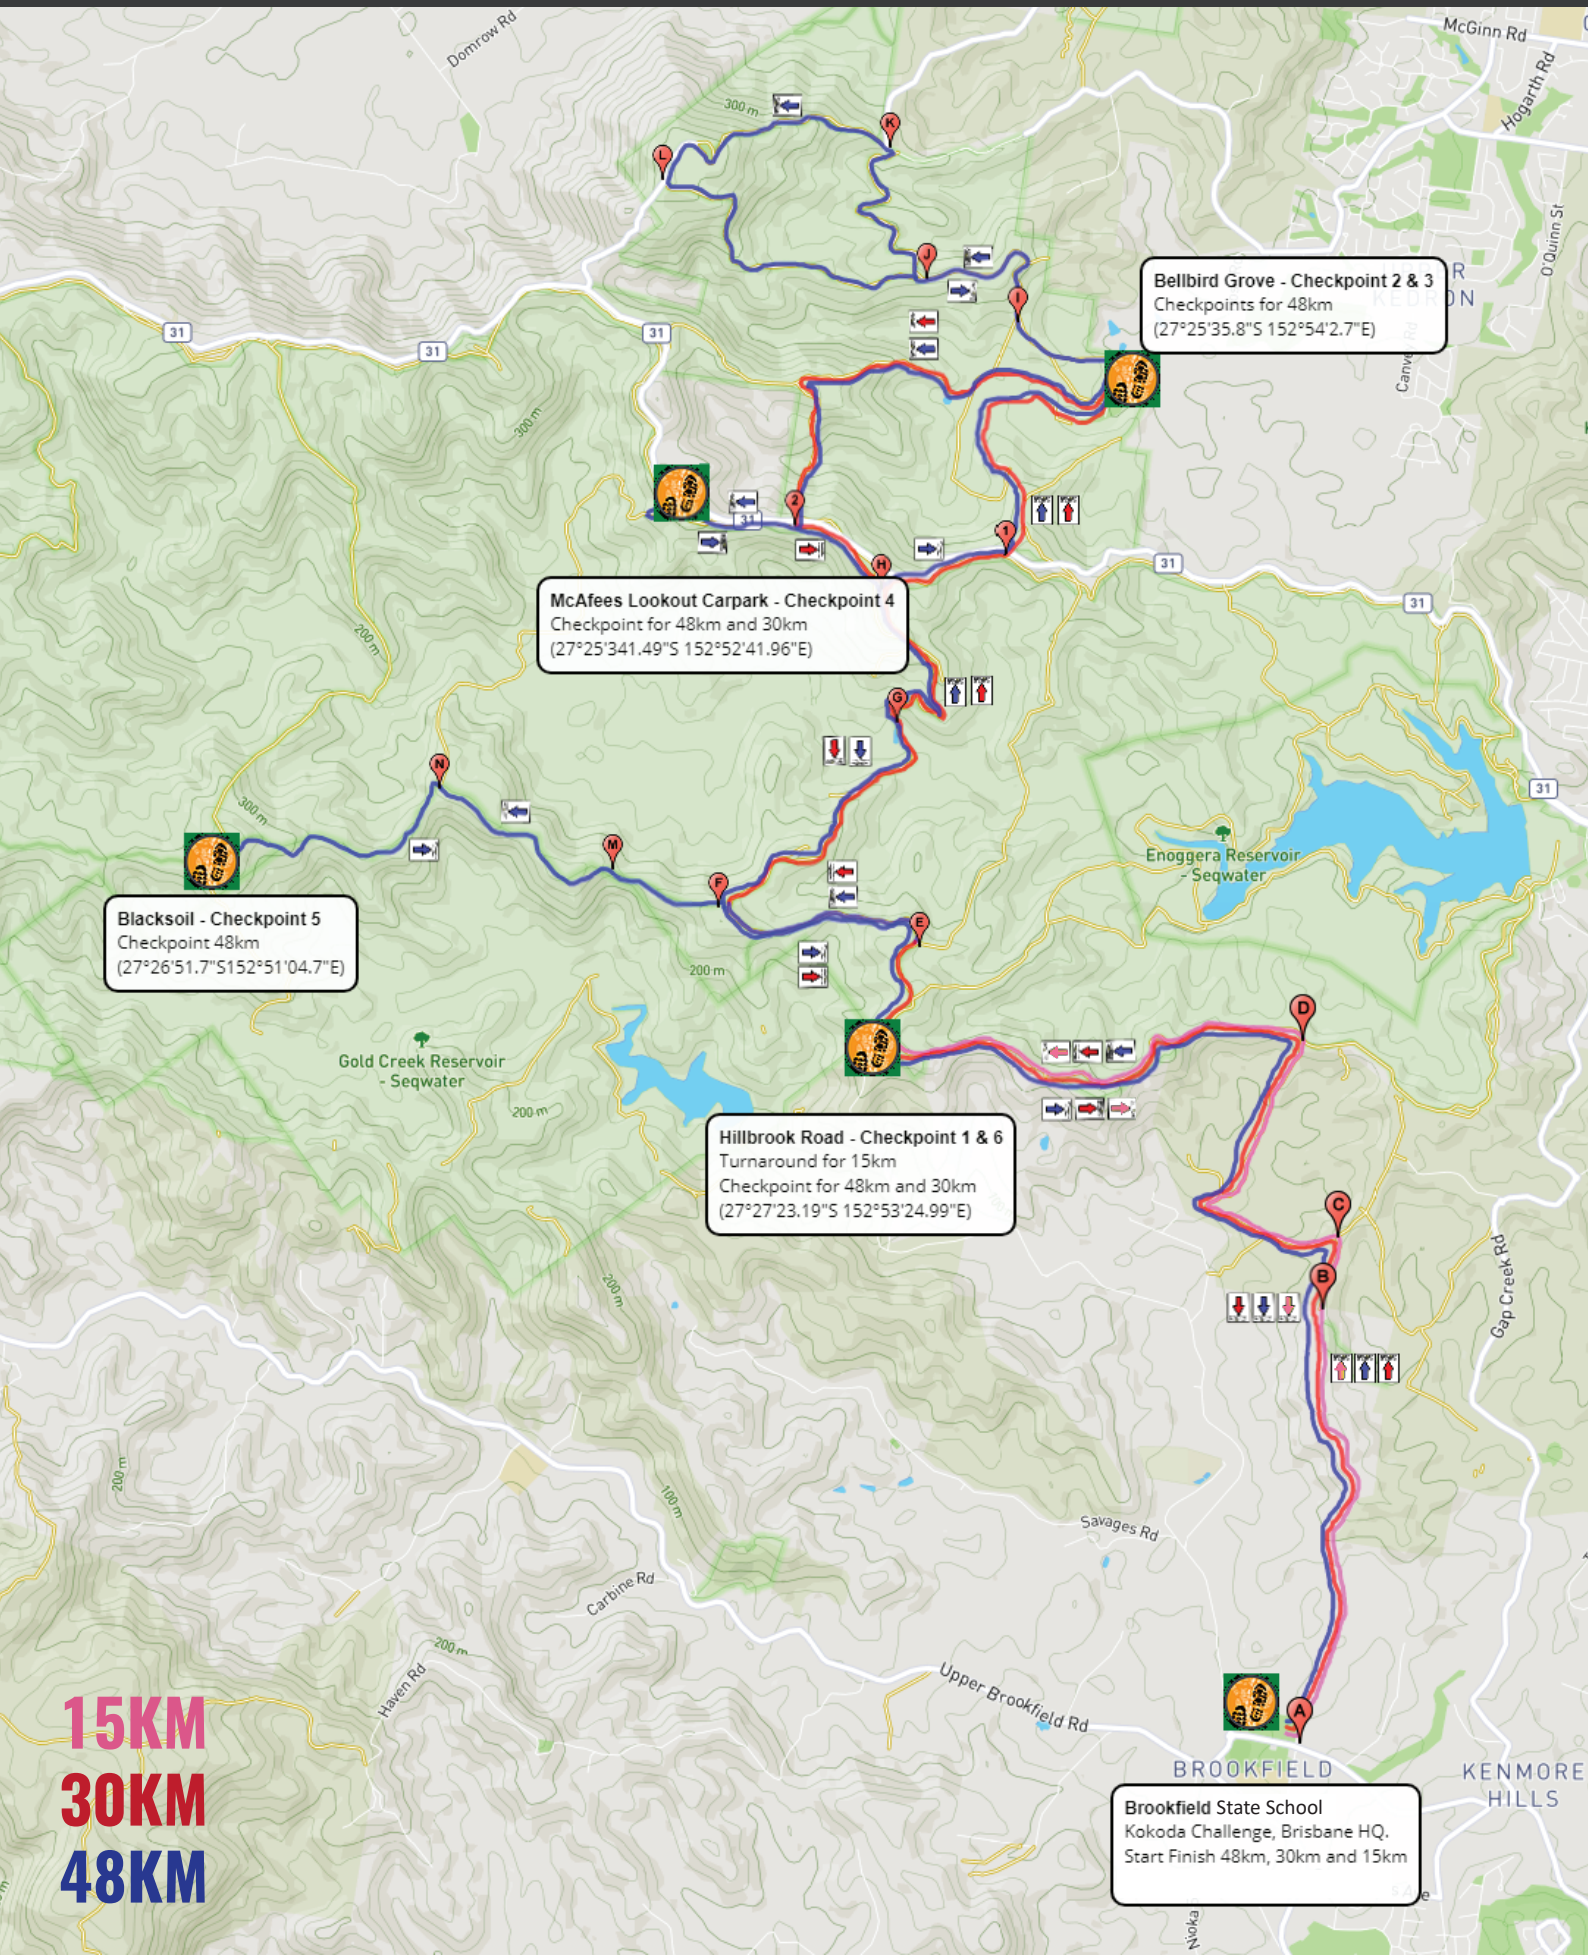 McGinn Rd
Domrow Rd
Hogarth Rd
300 m
K
L
O'Quinn St
J
I
Bellbird Grove - Checkpoint 2 & 3
Checkpoints for 48km
(27°25'35.8"S 152°54'2.7"E)
31
31
31
300 m
2
31
1
H
31
31
McAfees Lookout Carpark - Checkpoint 4
Checkpoint for 48km and 30km
(27°25'341.49"S 152°52'41.96"E)
200 m
G
N
31
300 m
M
Enoggera Reservoir
- Seqwater
F
E
Blacksoil - Checkpoint 5
Checkpoint 48km
(27°26'51.7"S152°51'04.7"E)
200 m
D
Gold Creek Reservoir
- Seqwater
200 m
Hillbrook Road - Checkpoint 1 & 6
Turnaround for 15km
Checkpoint for 48km and 30km
(27°27'23.19"S 152°53'24.99"E)
C
B
Gap Creek Rd
200 m
200 m
100 m
Savages Rd
Carbine Rd
200 m
Haven Rd
Upper Brookfield Rd
A
15KM
30KM
48KM
BROOKFIELD
KENMORE
HILLS
Brookfield State School
Kokoda Challenge, Brisbane HQ.
Start Finish 48km, 30km and 15km
Nioka